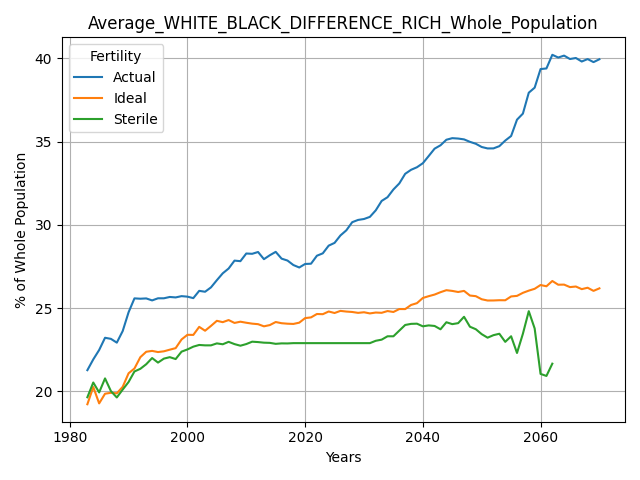 Average_WHITE_BLACK_DIFFERENCE_RICH_Whole_Population
Fertility
Actual
Ideal
Sterile
% of Whole Population
40
35
30
25
20
1980
2000
2020
2040
2060
Years